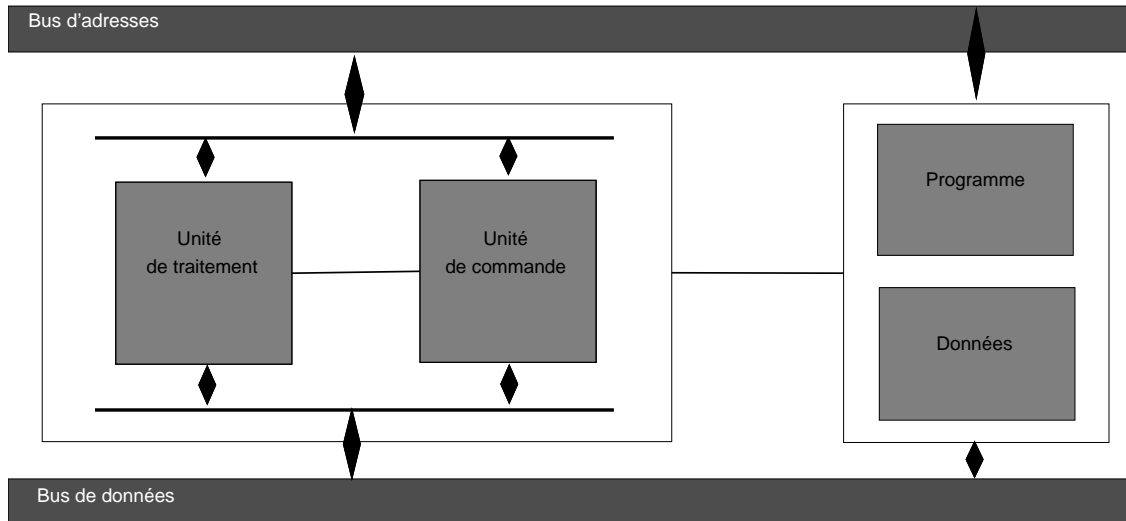 Bus d'adresses
Unité
de traitement
Unité
de commande
Programme
Données
Bus de données